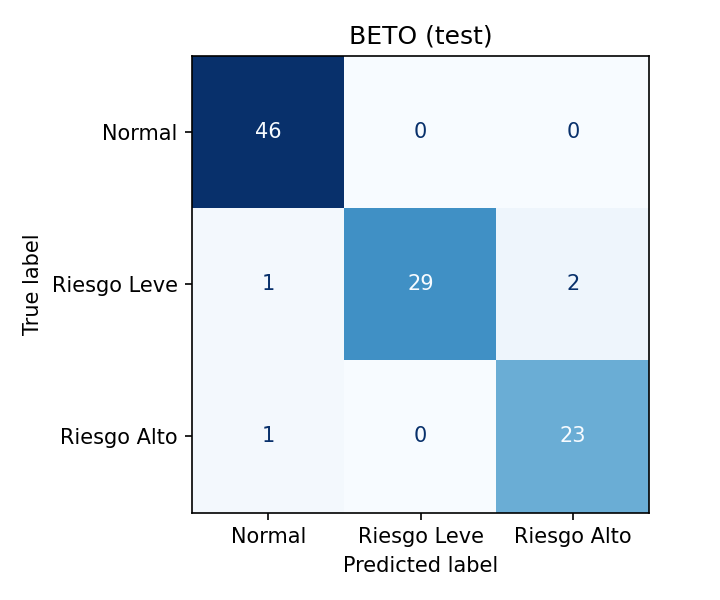 BETO (test)
Normal
46
0
0
Riesgo Leve
1
29
2
Riesgo Alto
1
0
23
True label
Normal
Riesgo Leve
Riesgo Alto
Predicted label